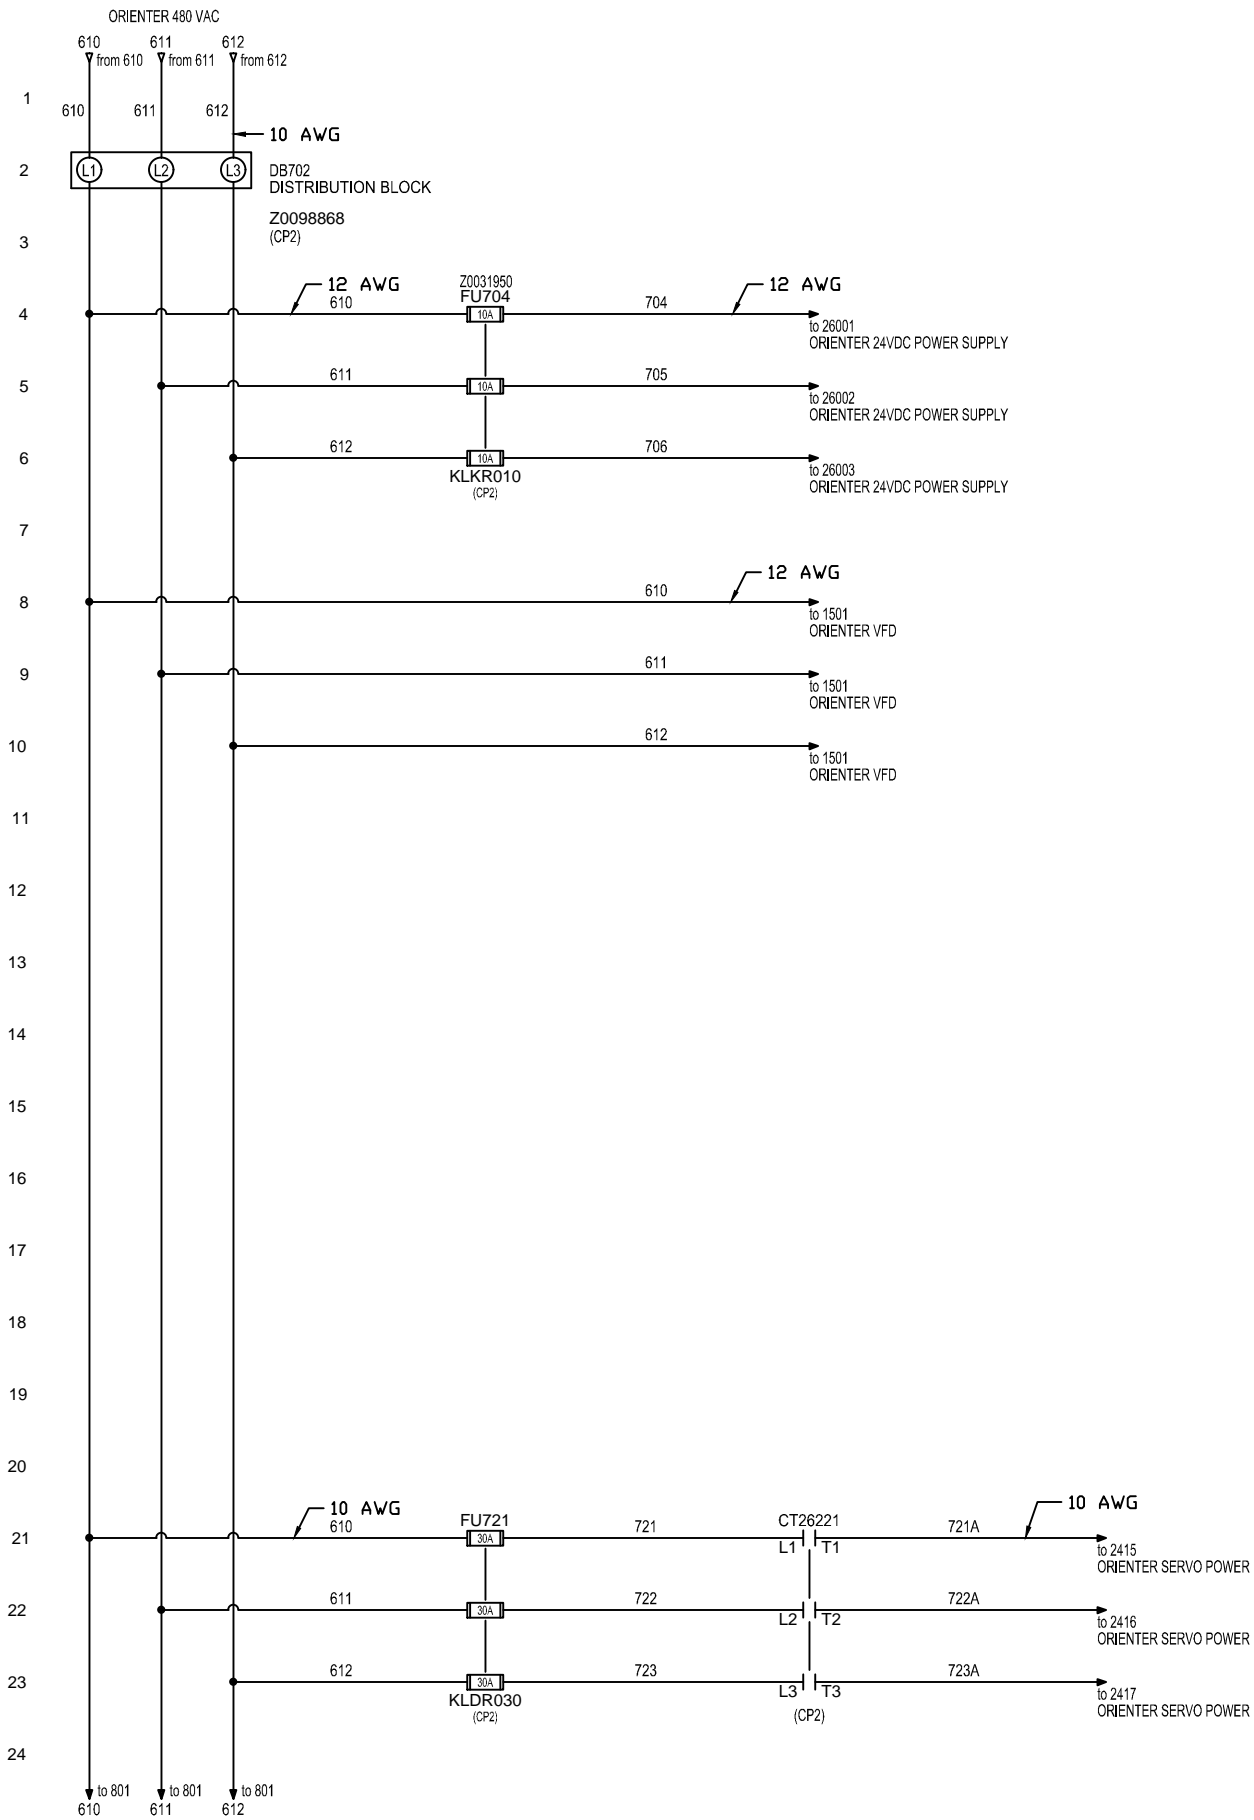 ORIENTER 480 VAC
610 611 612
from 610 from 611 from 612
1
610 611 612
10 AWG
2 L1 L2 L3 DB702
DISTRIBUTION BLOCK
Z0098868
(CP2)
3
12 AWG Z0031950 12 AWG
610 FU704 704
4 10A
to 26001
ORIENTER 24VDC POWER SUPPLY
611 705
5 10A
to 26002
ORIENTER 24VDC POWER SUPPLY
612 706
6 10A
to 26003
KLKR010 ORIENTER 24VDC POWER SUPPLY
(CP2)
7
12 AWG
610
8
to 1501
ORIENTER VFD
611
9
to 1501
ORIENTER VFD
612
10
to 1501
ORIENTER VFD
11
12
13
14
15
16
17
18
19
20
10 AWG 10 AWG
610 FU721 721 CT26221 721A
21 30A
L1 T1 to 2415
ORIENTER SERVO POWER
611 722 722A
22 30A
L2 T2 to 2416
ORIENTER SERVO POWER
612 723 723A
23 30A
KLDR030 L3 T3 to 2417
(CP2) (CP2) ORIENTER SERVO POWER
24
to 801 to 801 to 801
610 611 612